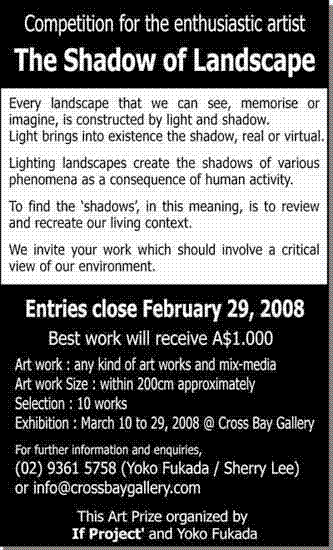 Competition for the enthusiastic artist
The Shadow of Landscape
Every landscape that we can see, memorise or
imagine, is constructed by light and shadow.
Light brings into existence the shadow, real or virtual.
Lighting landscapes create the shadows of various
phenomena as a consequence of human activity.
To find the 'shadows', in this meaning, is to review
and recreate our living context.
We invite your work which should involve a critical
view of our environment.
Entries close February 29, 2008
Best work will receive A$1.000
Art work : any kind of art works and mix-media
Art work Size : within 200cm approximately
Selection : 10 works
Exhibition : March 10 to 29, 2008 @ Cross Bay Gallery
For further information and enquiries,
(02) 9361 5758 (Yoko Fukada / Sherry Lee)
or info@crossbaygallery.com
This Art Prize organized by
If Project' and Yoko Fukada